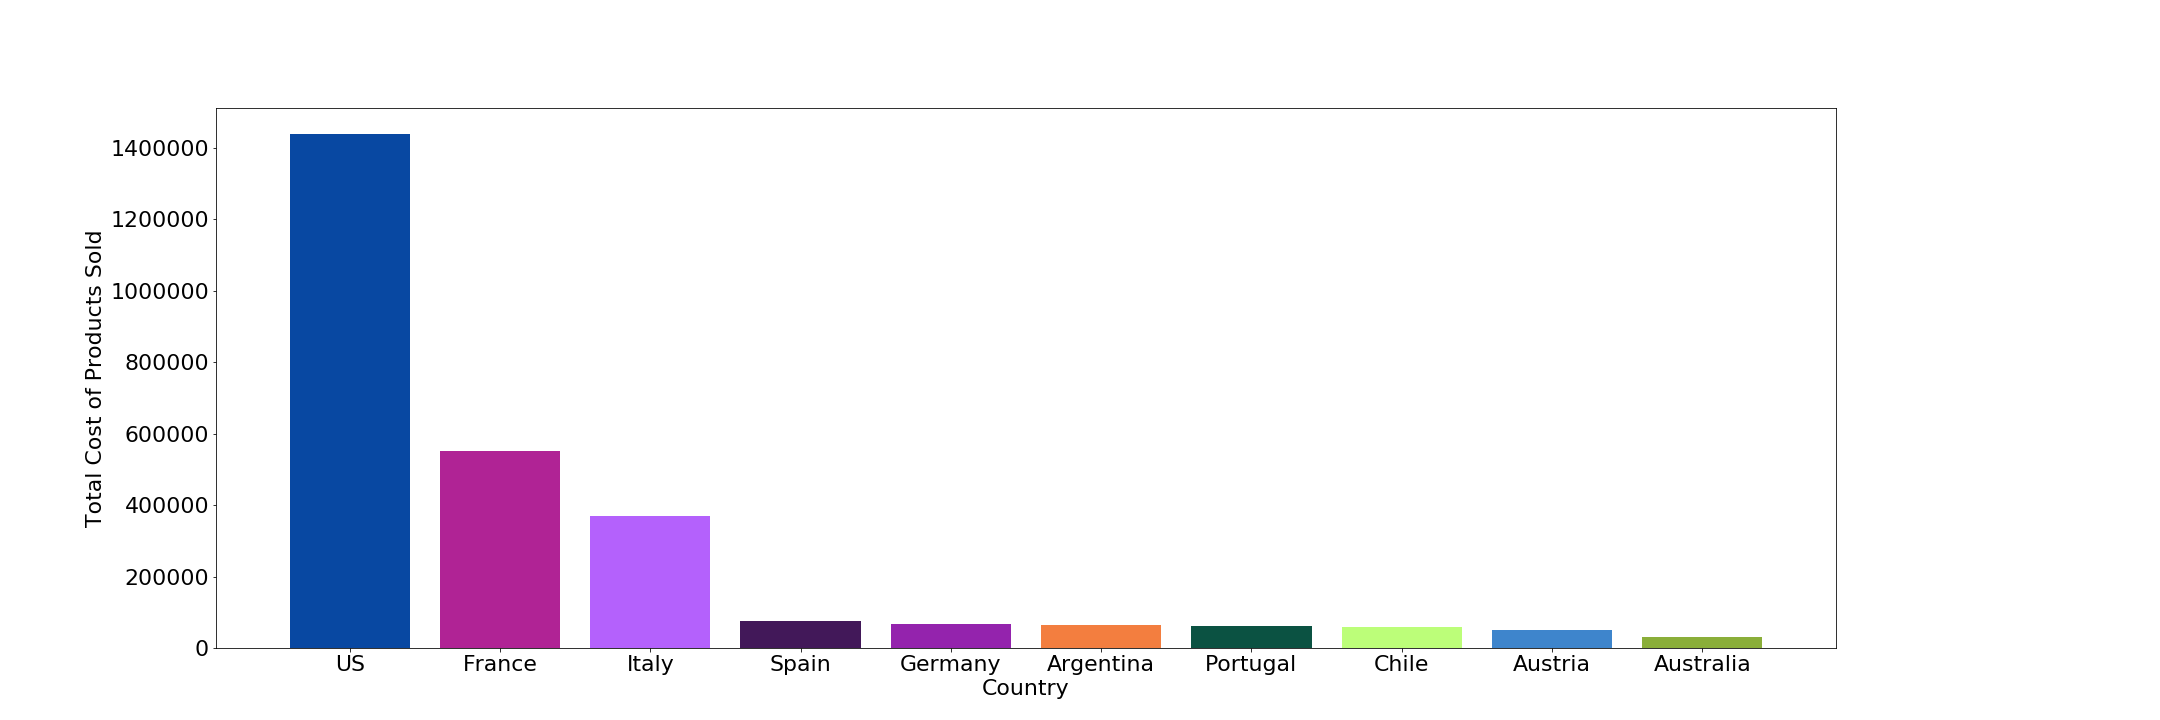 Total Cost of Products Sold
1400000
1200000
1000000
800000
600000
400000
200000
0
US France Italy Spain Germany Argentina Portugal Chile Austria Australia
Country